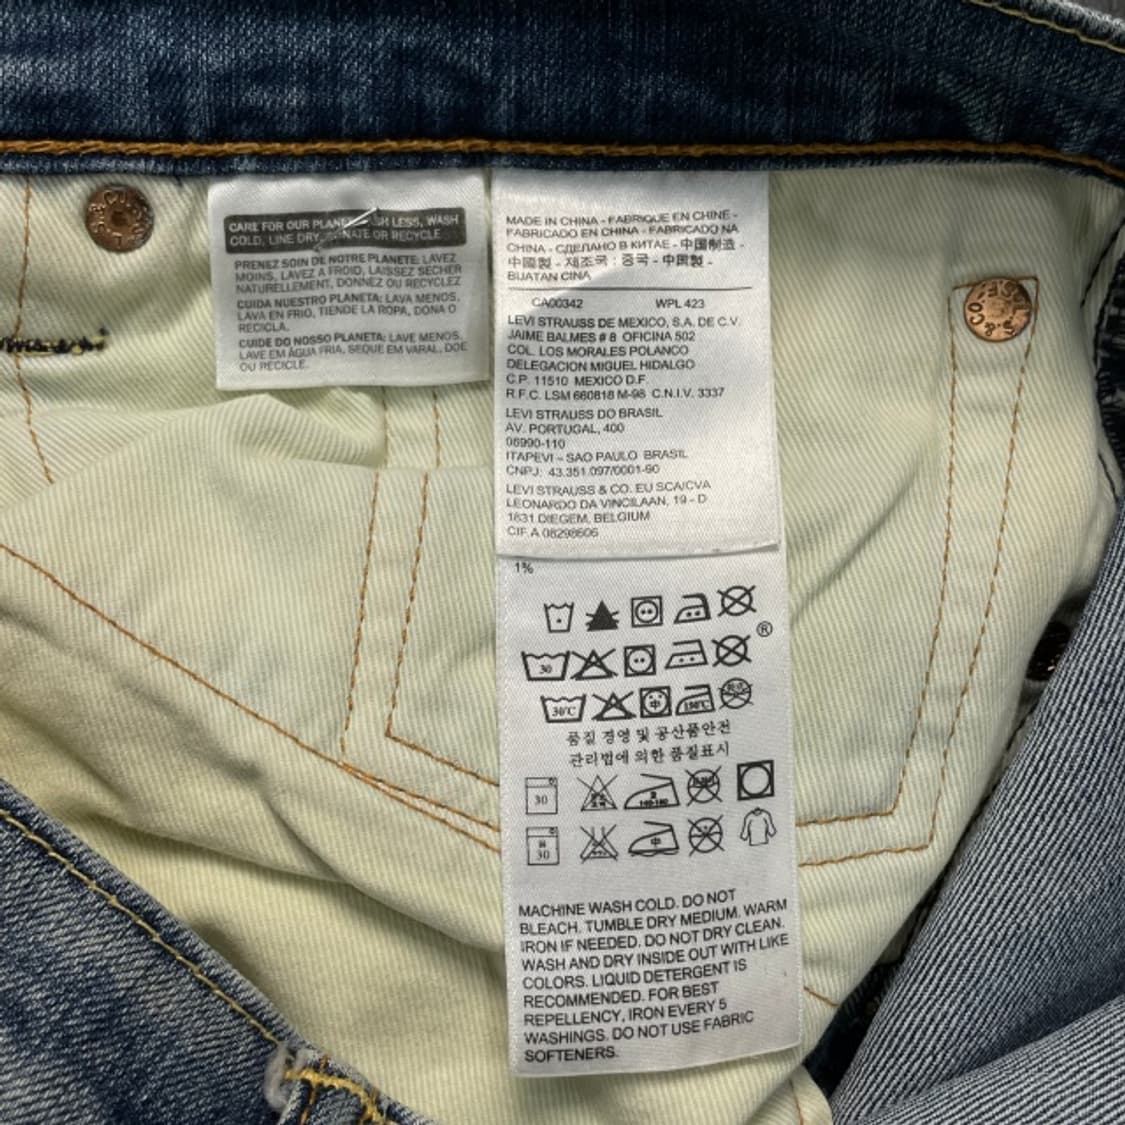 CARE FOR OUR PLANET: WASH LESS, WASH
COLD, LINE DRY, DONATE OR RECYCLE
PRENEZ SOIN DE NOTRE PLANETE: LAVEZ
MOINS, LAVEZ A FROID, LAISSEZ SECHER
NATURELLEMENT, DONNEZ OU RECYCLEZ
CUIDA NUESTRO PLANETA: LAVA MENOS,
LAVA EN FRIO, TIENDE LA ROPA, DONA O
RECICLA.
CUIDE DO NOSSO PLANETA: LAVE MENOS.
LAVE EM ÁGUA FRIA, SEQUE EM VARAL, DOE
OU RECICLE.
MADE IN CHINA - FABRIQUE EN CHINE -
FABRICADO EN CHINA - FABRICADO NA
CHINA - СДЕЛАНО В КИТАЕ - 中国制造 -
中國製 - 제조국 : 중국 - 中国製 -
BUATAN CINA
CA00342 WPL 423
LEVI STRAUSS DE MEXICO, S.A. DE C.V.
JAIME BALMES # 8 OFICINA 502
COL. LOS MORALES POLANCO
DELEGACION MIGUEL HIDALGO
C.P. 11510 MEXICO D.F.
R.F.C. LSM 660818 M-98 C.N.I.V. 3337
LEVI STRAUSS DO BRASIL
AV. PORTUGAL, 400
06990-110
ITAPEVI – SAO PAULO BRASIL
CNPJ: 43.351.097/0001-90
LEVI STRAUSS & CO. EU SCA/CVA
LEONARDO DA VINCILAAN, 19 - D
1831 DIEGEM, BELGIUM
CIF A 08298606
1%
®
30
30°C 中
품질 경영 및 공산품안전
관리법에 의한 품질표시
30
30 中
MACHINE WASH COLD. DO NOT
BLEACH. TUMBLE DRY MEDIUM. WARM
IRON IF NEEDED. DO NOT DRY CLEAN.
WASH AND DRY INSIDE OUT WITH LIKE
COLORS. LIQUID DETERGENT IS
RECOMMENDED. FOR BEST
REPELLENCY, IRON EVERY 5
WASHINGS. DO NOT USE FABRIC
SOFTENERS.